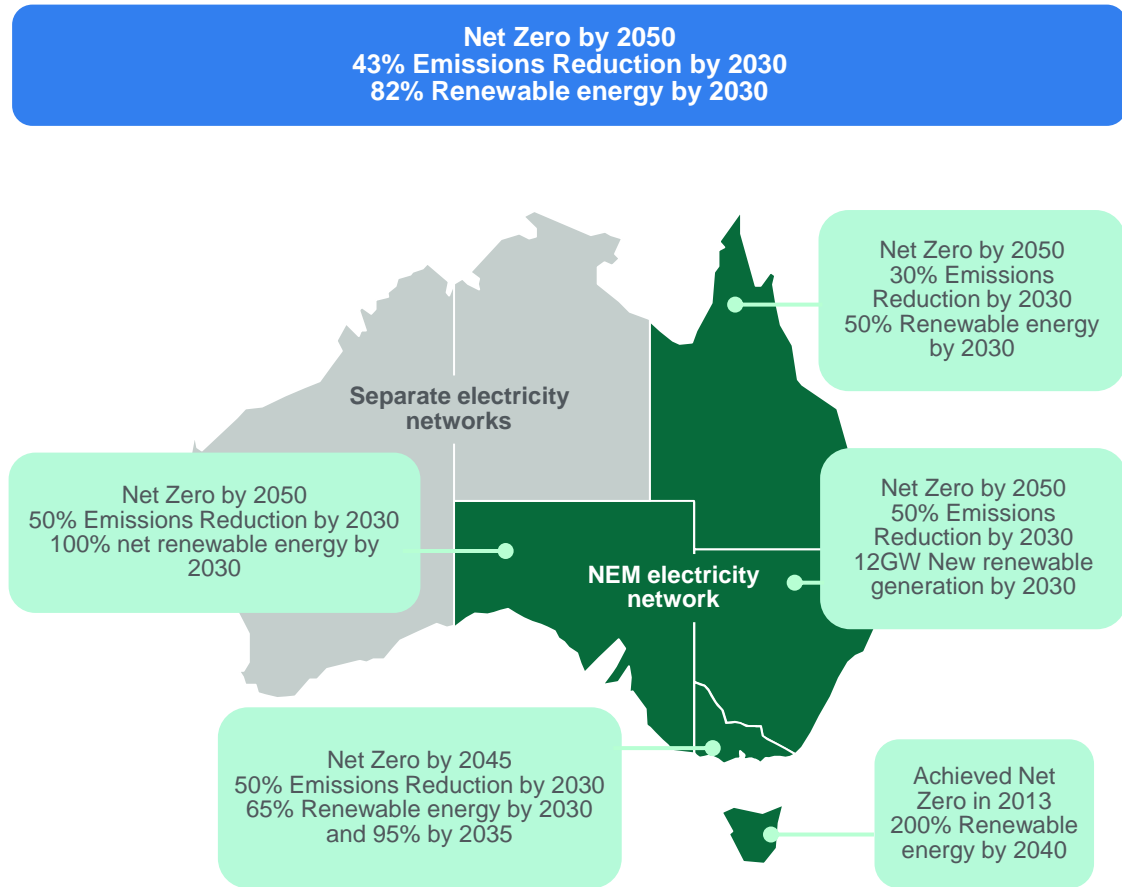 Net Zero by 2050
43% Emissions Reduction by 2030
82% Renewable energy by 2030
Net Zero by 2050
30% Emissions
Reduction by 2030
50% Renewable energy
by 2030
Separate electricity
networks
Net Zero by 2050
50% Emissions Reduction by 2030
100% net renewable energy by
2030
Net Zero by 2050
50% Emissions
Reduction by 2030
12GW New renewable
generation by 2030
NEM electricity
network
Net Zero by 2045
50% Emissions Reduction by 2030
65% Renewable energy by 2030
and 95% by 2035
Achieved Net
Zero in 2013
200% Renewable
energy by 2040